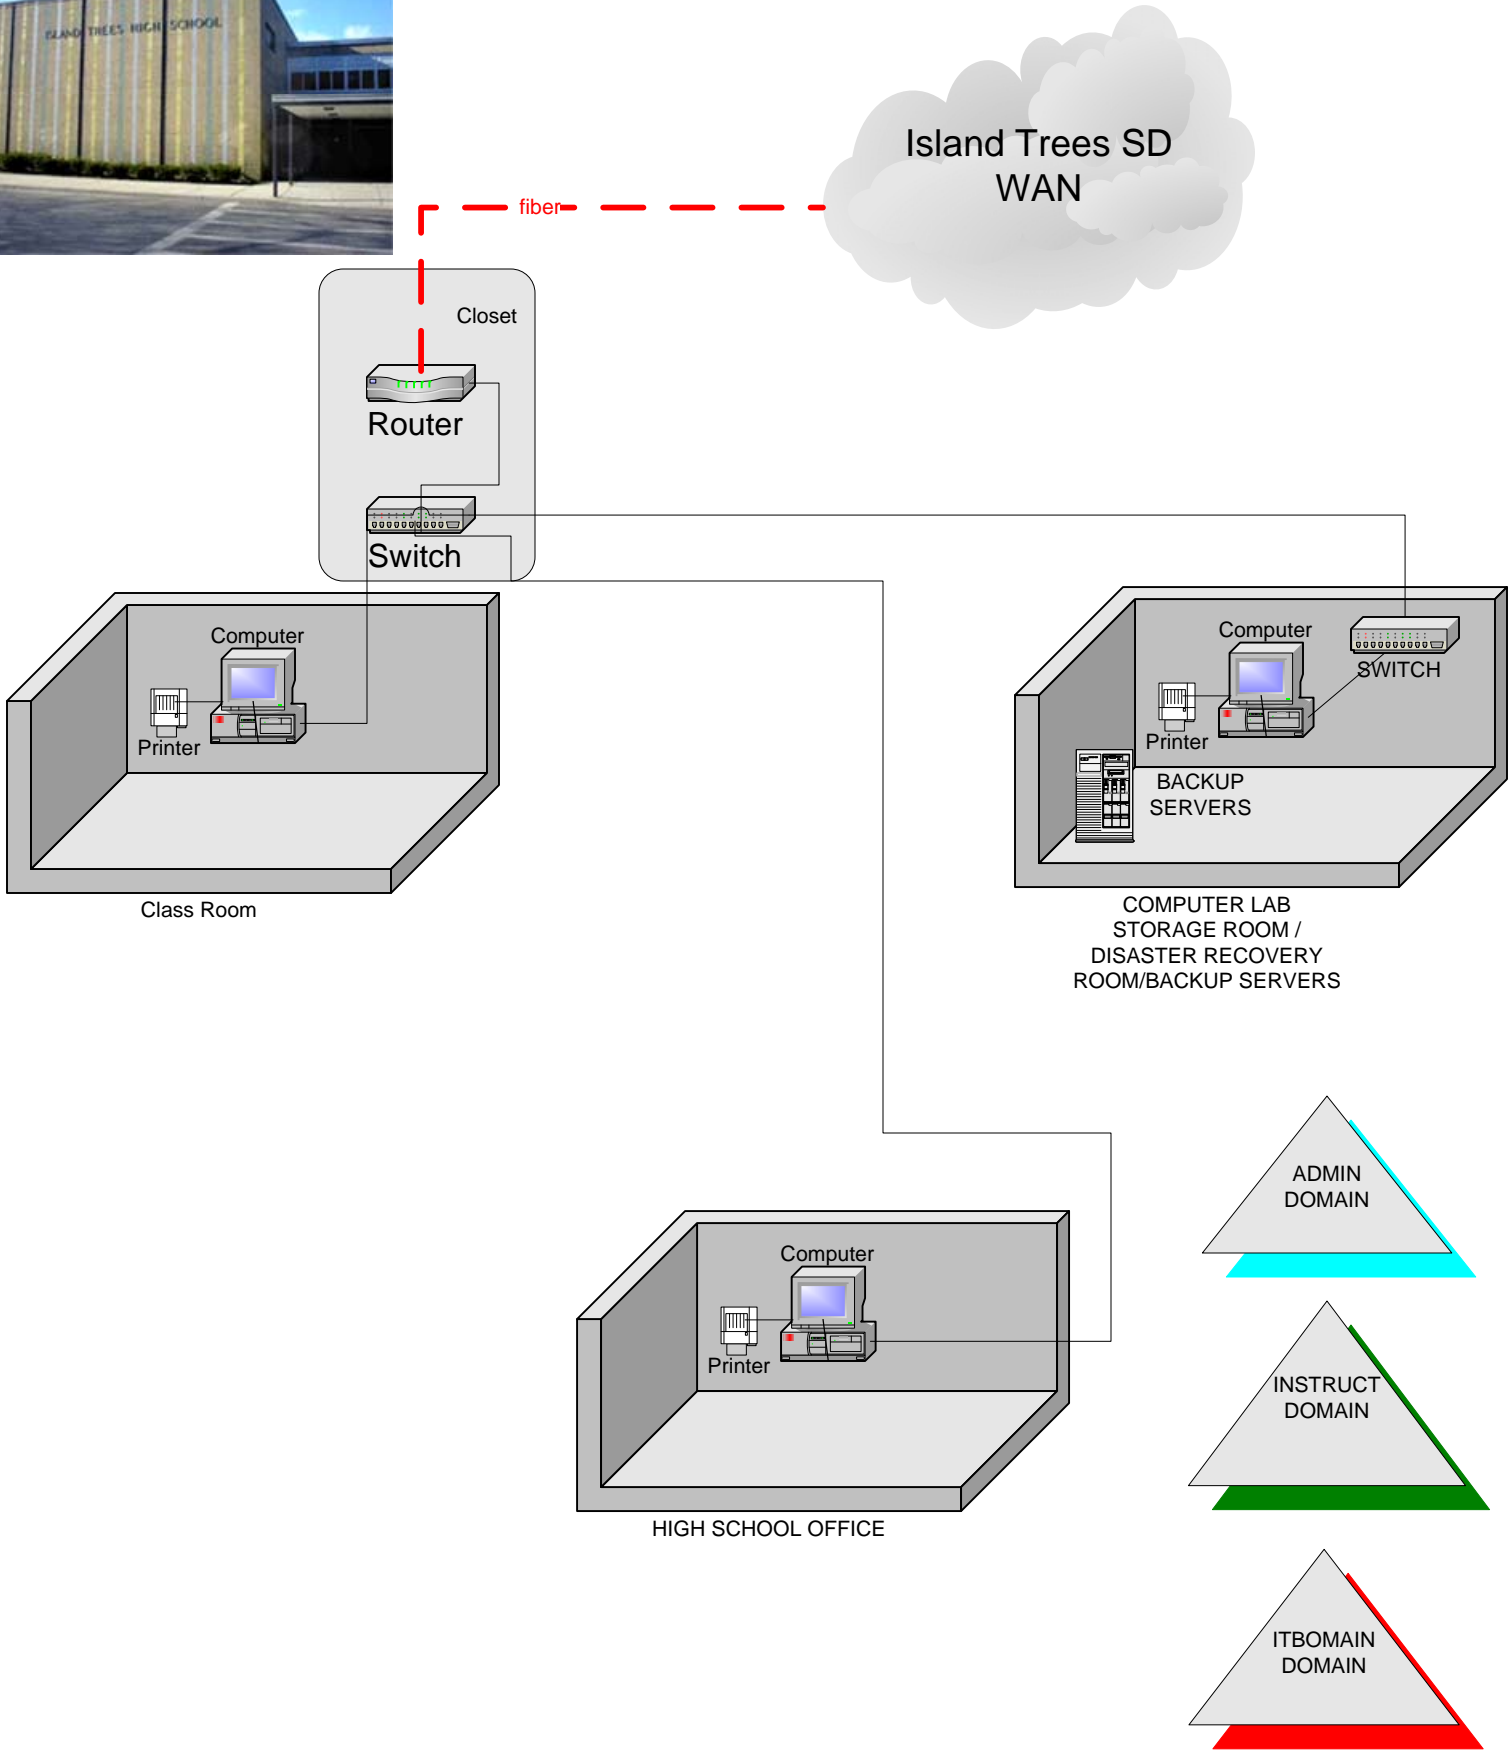 ISLAND TREES HIGH SCHOOL
Island Trees SD
WAN
fiber
Closet
Router
Switch
Computer
Printer
Class Room
Computer
SWITCH
Printer
BACKUP
SERVERS
COMPUTER LAB
STORAGE ROOM /
DISASTER RECOVERY
ROOM/BACKUP SERVERS
ADMIN
DOMAIN
Computer
Printer
HIGH SCHOOL OFFICE
INSTRUCT
DOMAIN
ITBOMAIN
DOMAIN